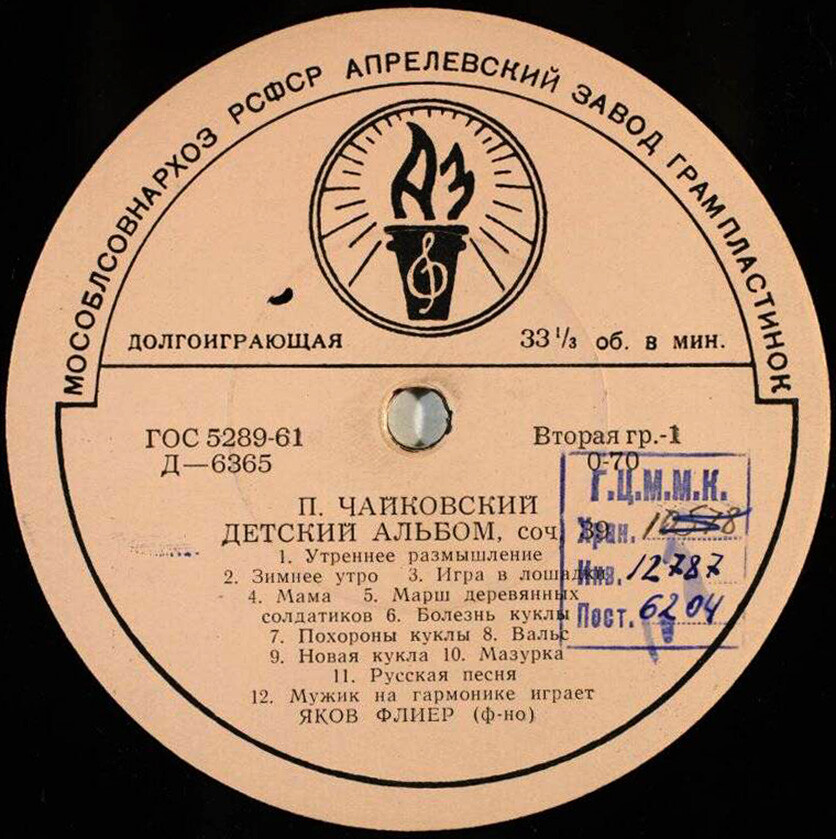 МОСОБЛСОВНАРХОЗ РСФСР АПРЕЛЕВСКИЙ ЗАВОД ГРАМПЛАСТИНОК
АЗ
ДОЛГОИГРАЮЩАЯ 33 1/3 об. в мин.
ГОС 5289-61 Вторая гр.-1
Д—6365 0-70
Г.Ц.М.М.К.
П. ЧАЙКОВСКИЙ
ДЕТСКИЙ АЛЬБОМ, соч. 39
Хран.
1. Утреннее размышление
2. Зимнее утро 3. Игра в лошадки
Инв. 12787
4. Мама 5. Марш деревянных
солдатиков 6. Болезнь куклы
Пост. 6204
7. Похороны куклы 8. Вальс
9. Новая кукла 10. Мазурка
11. Русская песня
12. Мужик на гармонике играет
ЯКОВ ФЛИЕР (ф-но)